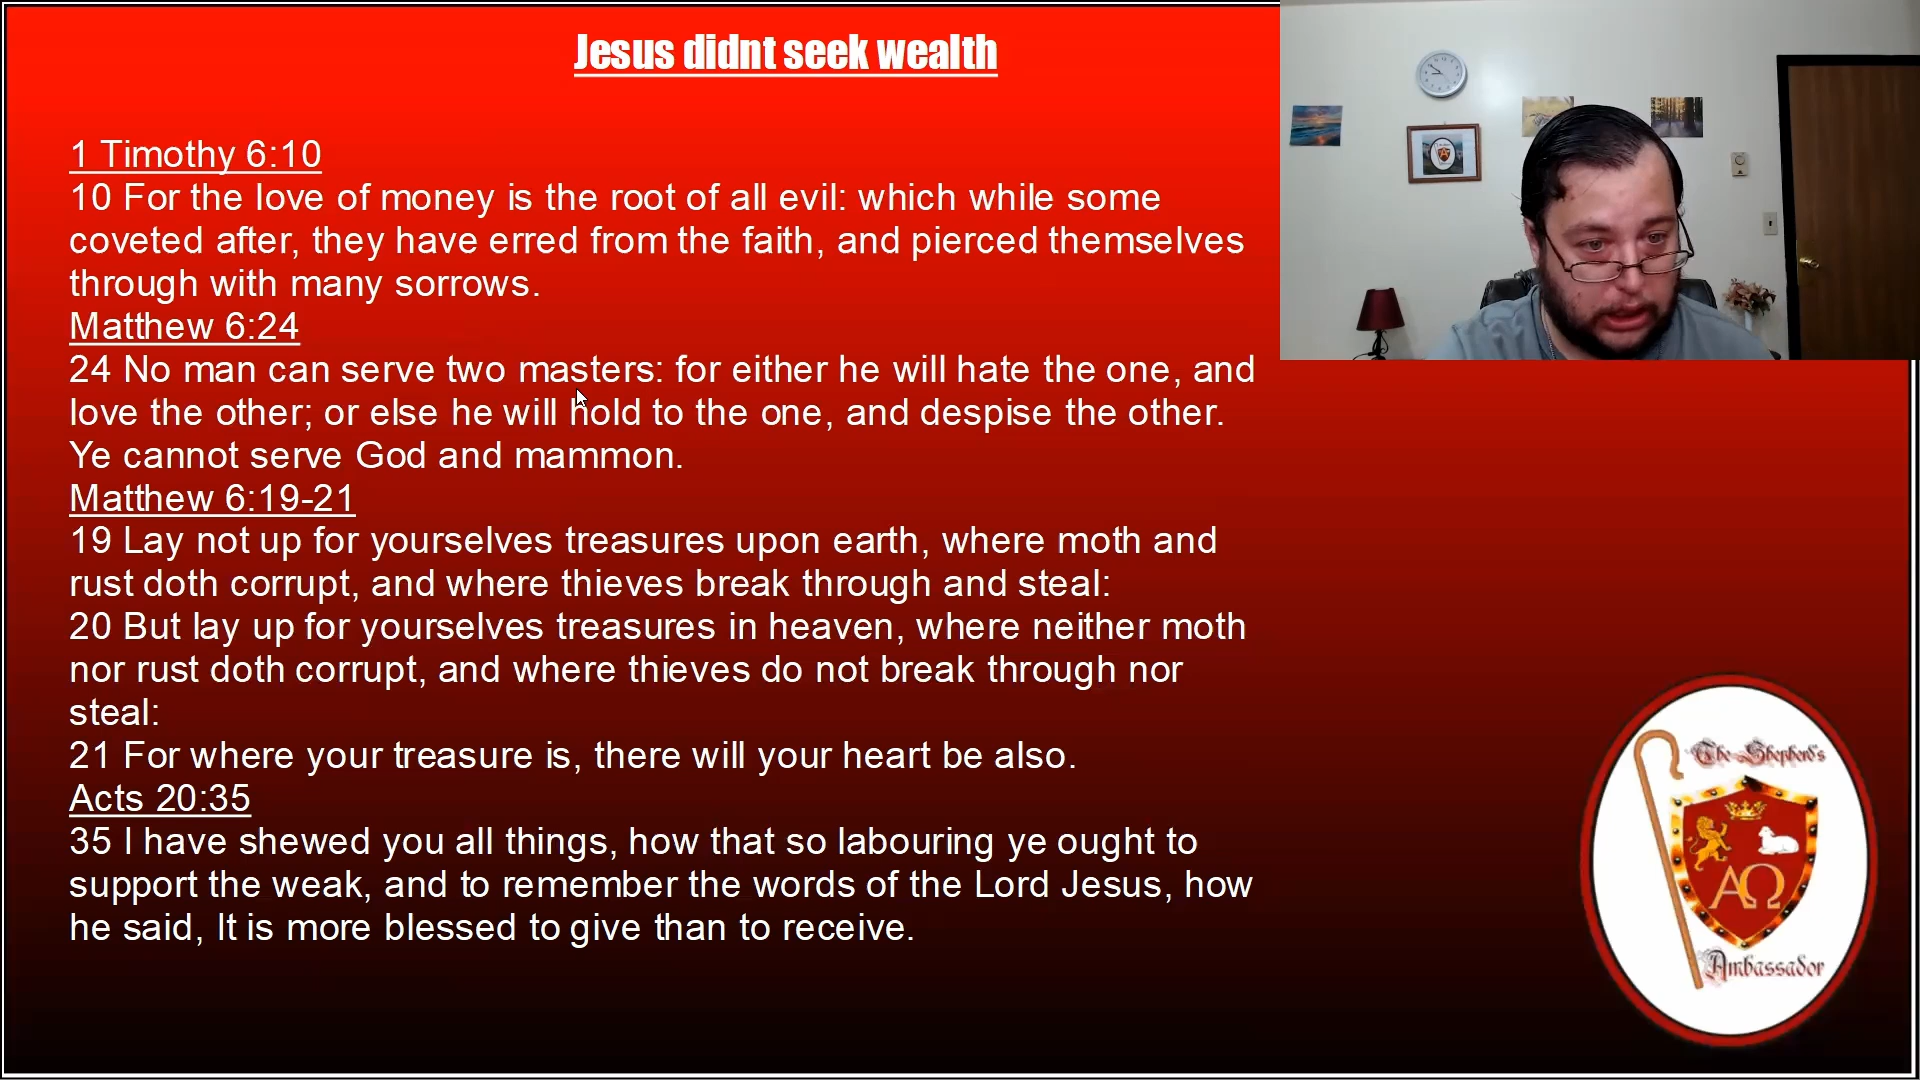 Jesus didnt seek wealth
1 Timothy 6:10
10 For the love of money is the root of all evil: which while some
coveted after, they have erred from the faith, and pierced themselves
through with many sorrows.
Matthew 6:24
24 No man can serve two masters: for either he will hate the one, and
love the other; or else he will hold to the one, and despise the other.
Ye cannot serve God and mammon.
Matthew 6:19-21
19 Lay not up for yourselves treasures upon earth, where moth and
rust doth corrupt, and where thieves break through and steal:
20 But lay up for yourselves treasures in heaven, where neither moth
nor rust doth corrupt, and where thieves do not break through nor
steal:
21 For where your treasure is, there will your heart be also.
Acts 20:35
35 I have shewed you all things, how that so labouring ye ought to
support the weak, and to remember the words of the Lord Jesus, how
he said, It is more blessed to give than to receive.
The Shepherd's
ΑΩ
Ambassador